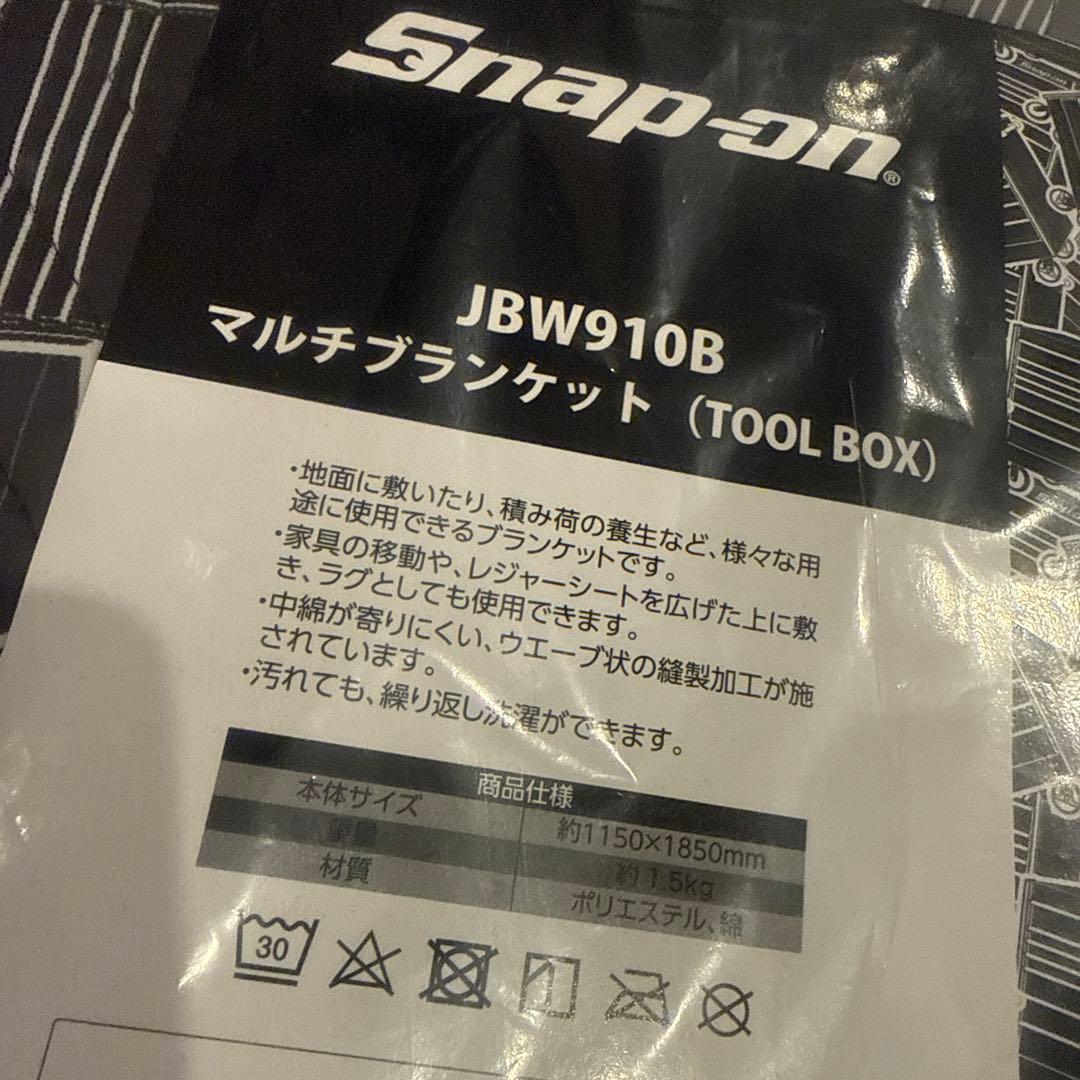 Snap-on®
JBW910B
マルチブランケット（TOOL BOX）
・地面に敷いたり、積み荷の養生など、様々な用
途に使用できるブランケットです。
・家具の移動や、レジャーシートを広げた上に敷
き、ラグとしても使用できます。
・中綿が寄りにくい、ウエーブ状の縫製加工が施
されています。
・汚れても、繰り返し洗濯ができます。
商品仕様
本体サイズ 約1150×1850mm
重量 約1.5kg
材質 ポリエステル、綿
30